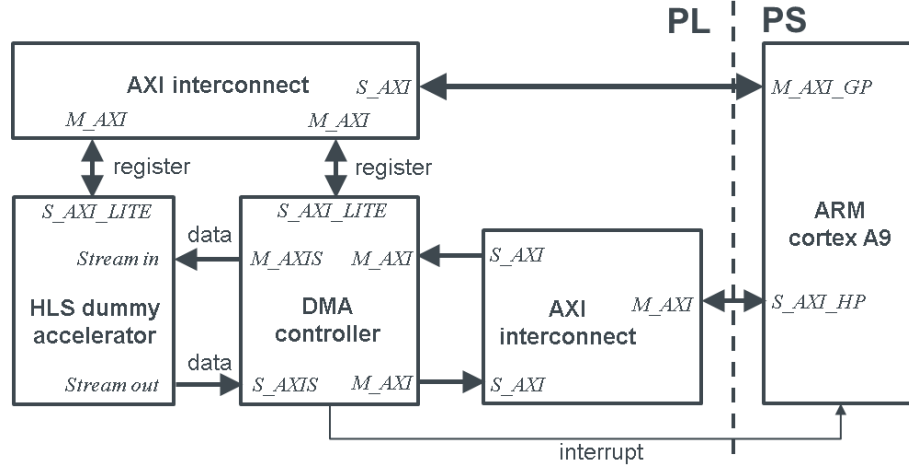 PL
PS
AXI interconnect
S_AXI
M_AXI
M_AXI
M_AXI_GP
register
register
S_AXI_LITE
S_AXI_LITE
ARM
cortex A9
data
Stream in
M_AXIS
M_AXI
S_AXI
HLS dummy
accelerator
DMA
controller
AXI
interconnect
M_AXI
S_AXI_HP
data
Stream out
S_AXIS
M_AXI
S_AXI
interrupt